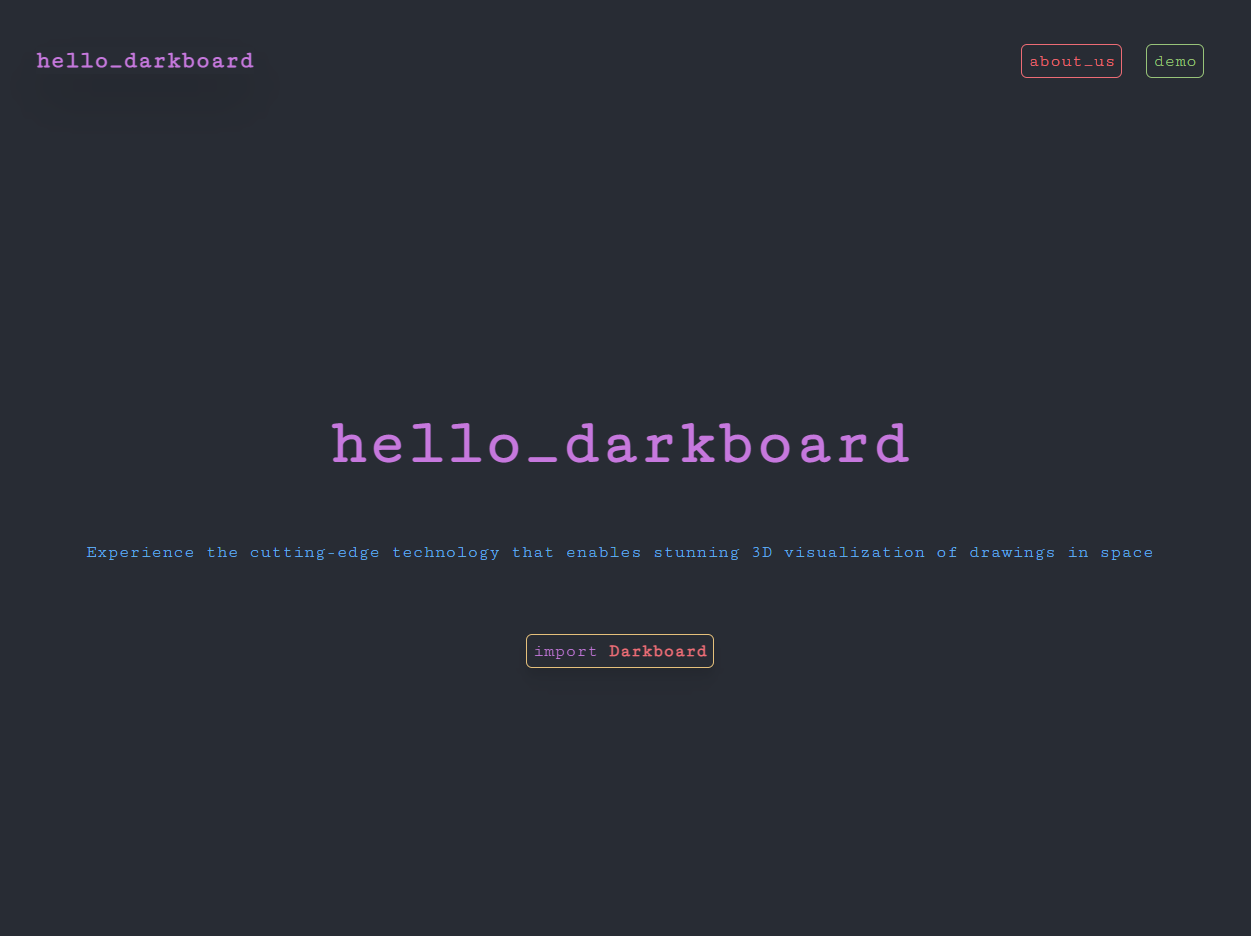 hello_darkboard
about_us
demo
hello_darkboard
Experience the cutting-edge technology that enables stunning 3D visualization of drawings in space
import Darkboard